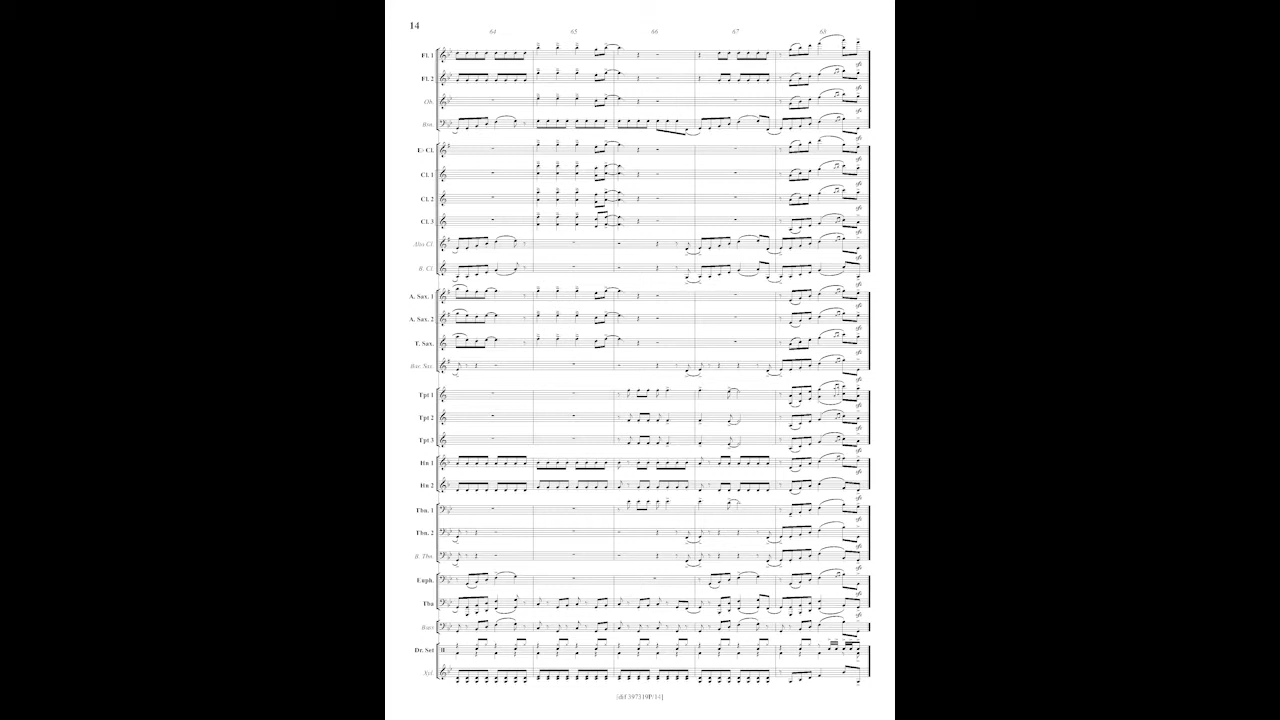 14
64 65 66 67 68
Fl. 1
Fl. 2
Ob.
Bsn.
E♭ Cl.
Cl. 1
Cl. 2
Cl. 3
Alto Cl.
B. Cl.
A. Sax. 1
A. Sax. 2
T. Sax.
Bar. Sax.
Tpt 1
Tpt 2
Tpt 3
Hn 1
Hn 2
Tbn. 1
Tbn. 2
B. Tbn.
Euph.
Tba
Dr. Set
Xyl.